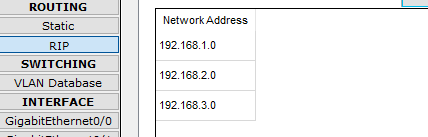 ROUTING
Static
RIP
SWITCHING
VLAN Database
INTERFACE
GigabitEthernet0/0
Network Address
192.168.1.0
192.168.2.0
192.168.3.0